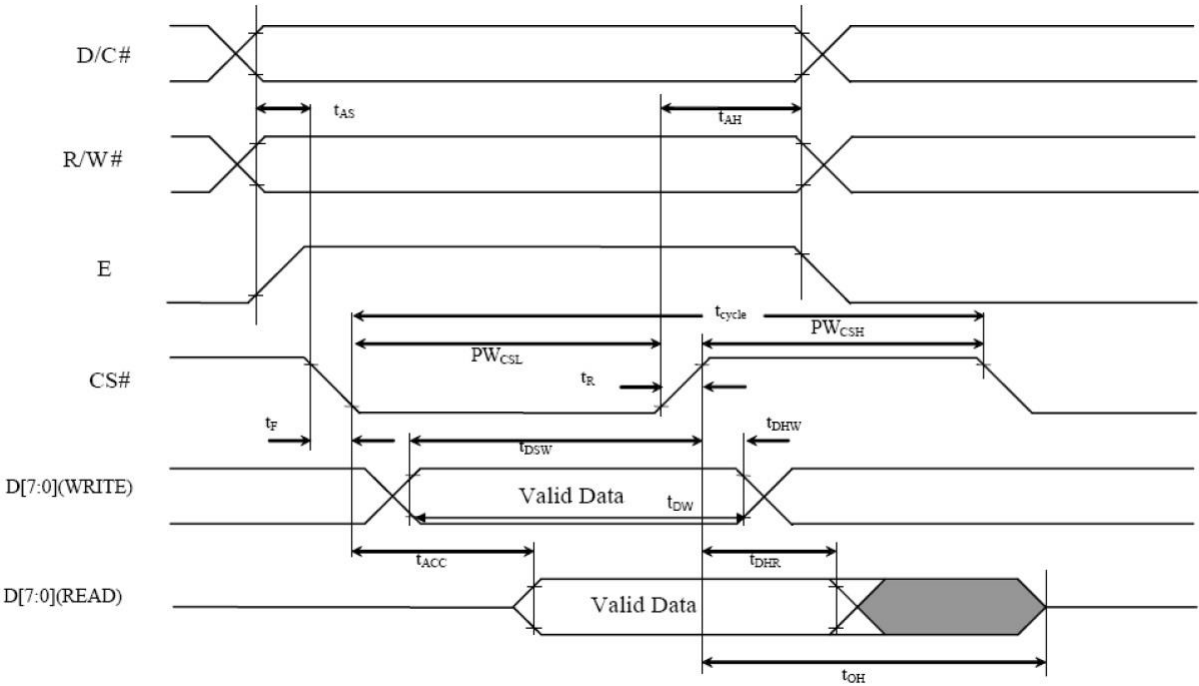 D/C#
tAS
tAH
R/W#
E
tcycle
PWCSL
PWCSH
CS#
tR
tF
tDSW
tDHW
D[7:0](WRITE)
Valid Data
tDW
tACC
tDHR
D[7:0](READ)
Valid Data
tOH